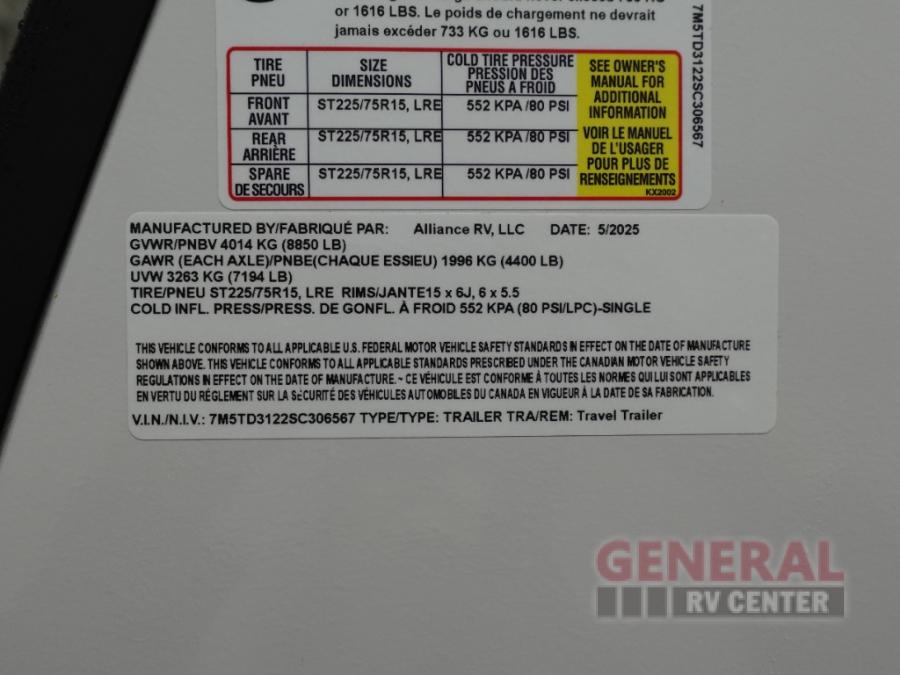 or 1616 LBS. Le poids de chargement ne devrait
jamais excéder 733 KG ou 1616 LBS.
TIRE PNEU
SIZE DIMENSIONS
COLD TIRE PRESSURE PRESSION DES PNEUS À FROID
SEE OWNER'S MANUAL FOR ADDITIONAL INFORMATION
VOIR LE MANUEL DE L'USAGER POUR PLUS DE RENSEIGNEMENTS
KX2002
FRONT AVANT ST225/75R15, LRE 552 KPA /80 PSI
REAR ARRIÈRE ST225/75R15, LRE 552 KPA /80 PSI
SPARE DE SECOURS ST225/75R15, LRE 552 KPA /80 PSI
7M5TD3122SC306567
MANUFACTURED BY/FABRIQUÉ PAR: Alliance RV, LLC DATE: 5/2025
GVWR/PNBV 4014 KG (8850 LB)
GAWR (EACH AXLE)/PNBE(CHAQUE ESSIEU) 1996 KG (4400 LB)
UVW 3263 KG (7194 LB)
TIRE/PNEU ST225/75R15, LRE RIMS/JANTE15 x 6J, 6 x 5.5
COLD INFL. PRESS/PRESS. DE GONFL. À FROID 552 KPA (80 PSI/LPC)-SINGLE
THIS VEHICLE CONFORMS TO ALL APPLICABLE U.S. FEDERAL MOTOR VEHICLE SAFETY STANDARDS IN EFFECT ON THE DATE OF MANUFACTURE
SHOWN ABOVE. THIS VEHICLE CONFORMS TO ALL APPLICABLE STANDARDS PRESCRIBED UNDER THE CANADIAN MOTOR VEHICLE SAFETY
REGULATIONS IN EFFECT ON THE DATE OF MANUFACTURE. ~ CE VÉHICULE EST CONFORME À TOUTES LES NORMES QUI LUI SONT APPLICABLES
EN VERTU DU RÉGLEMENT SUR LA SÉCURITÉ DES VÉHICULES AUTOMOBILES DU CANADA EN VIGUEUR À LA DATE DE SA FABRICATION.
V.I.N./N.I.V.: 7M5TD3122SC306567 TYPE/TYPE: TRAILER TRA/REM: Travel Trailer
GENERAL
RV CENTER